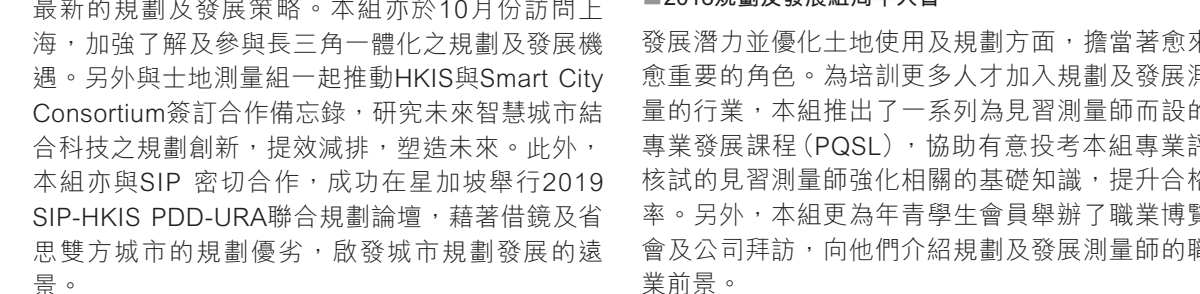 最新的規劃及發展策略。本組亦於10月份訪問上
海，加強了解及參與長三角一體化之規劃及發展機
遇。另外與士地測量組一起推動HKIS與Smart City
Consortium簽訂合作備忘錄，研究未來智慧城市結
合科技之規劃創新，提效減排，塑造未來。此外，
本組亦與SIP 密切合作，成功在星加坡舉行2019
SIP-HKIS PDD-URA聯合規劃論壇，藉著借鏡及省
思雙方城市的規劃優劣，啟發城市規劃發展的遠
景。
發展潛力並優化土地使用及規劃方面，擔當著愈來
愈重要的角色。為培訓更多人才加入規劃及發展測
量的行業，本組推出了一系列為見習測量師而設的
專業發展課程（PQSL），協助有意投考本組專業評
核試的見習測量師強化相關的基礎知識，提升合格
率。另外，本組更為年青學生會員舉辦了職業博覽
會及公司拜訪，向他們介紹規劃及發展測量師的職
業前景。